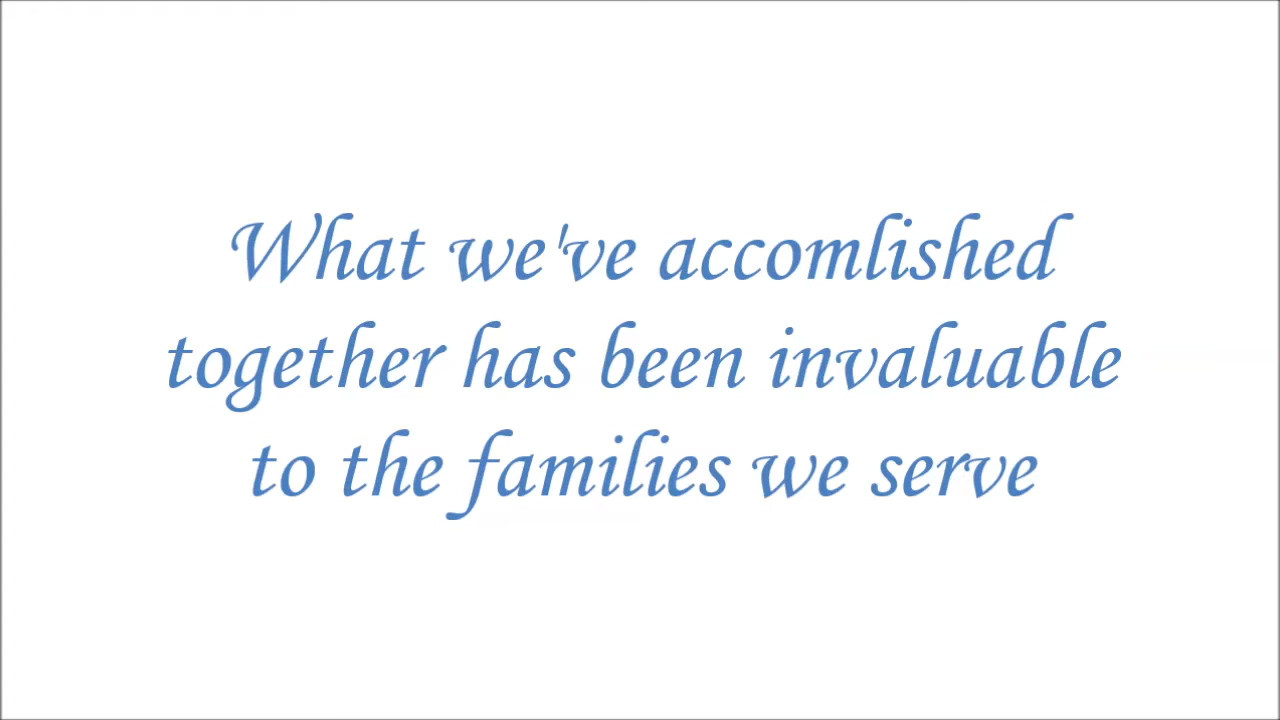 What we've accomlished
together has been invaluable
to the families we serve